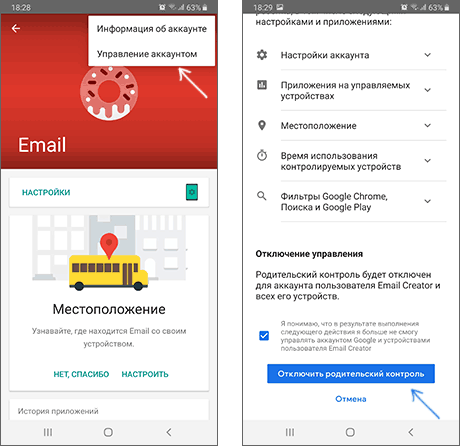 18:28
63%
Информация об аккаунте
Управление аккаунтом
Email
НАСТРОЙКИ
Местоположение
Узнавайте, где находится Email со своим
устройством.
НЕТ, СПАСИБО НАСТРОИТЬ
История приложений
18:29
63%
настройками и приложениями:
Настройки аккаунта
Приложения на управляемых
устройствах
Местоположение
Время использования
контролируемых устройств
Фильтры Google Chrome,
Поиска и Google Play
Отключение управления
Родительский контроль будет отключен
для аккаунта пользователя Email Creator и
всех его устройств.
Я понимаю, что в результате выполнения
следующего действия я больше не смогу
управлять аккаунтом Google и устройствами
пользователя Email Creator
Отключить родительский контроль
Отмена